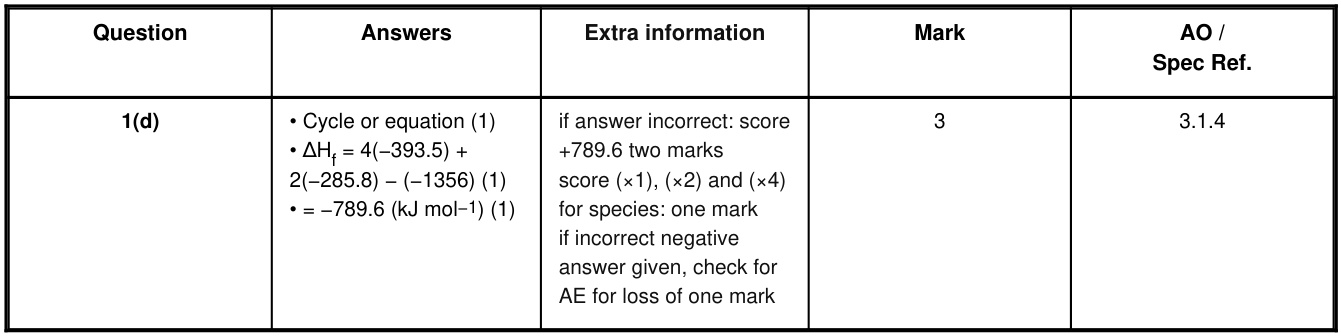 Question
Answers
Extra information
Mark
AO /
Spec Ref.
1(d)
• Cycle or equation (1)
• ΔHf = 4(−393.5) +
2(−285.8) − (−1356) (1)
• = −789.6 (kJ mol−1) (1)
if answer incorrect: score
+789.6 two marks
score (×1), (×2) and (×4)
for species: one mark
if incorrect negative
answer given, check for
AE for loss of one mark
3
3.1.4